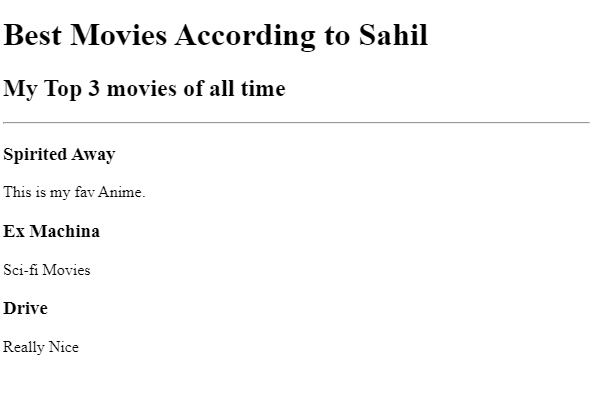 Best Movies According to Sahil
My Top 3 movies of all time
Spirited Away
This is my fav Anime.
Ex Machina
Sci-fi Movies
Drive
Really Nice